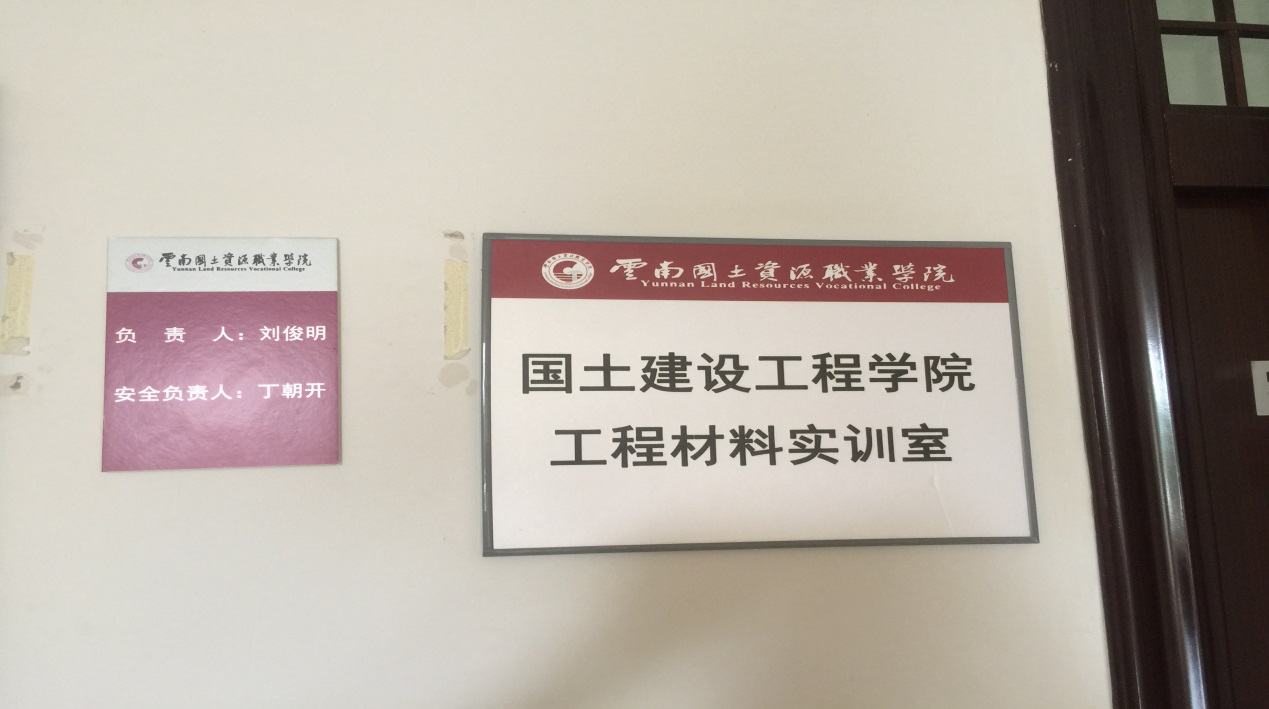 雲南國土資源職業學院
Yunnan Land Resources Vocational College
负 责 人：刘俊明
安全负责人：丁朝开
雲南國土資源職業學院
Yunnan Land Resources Vocational College
国土建设工程学院
工程材料实训室